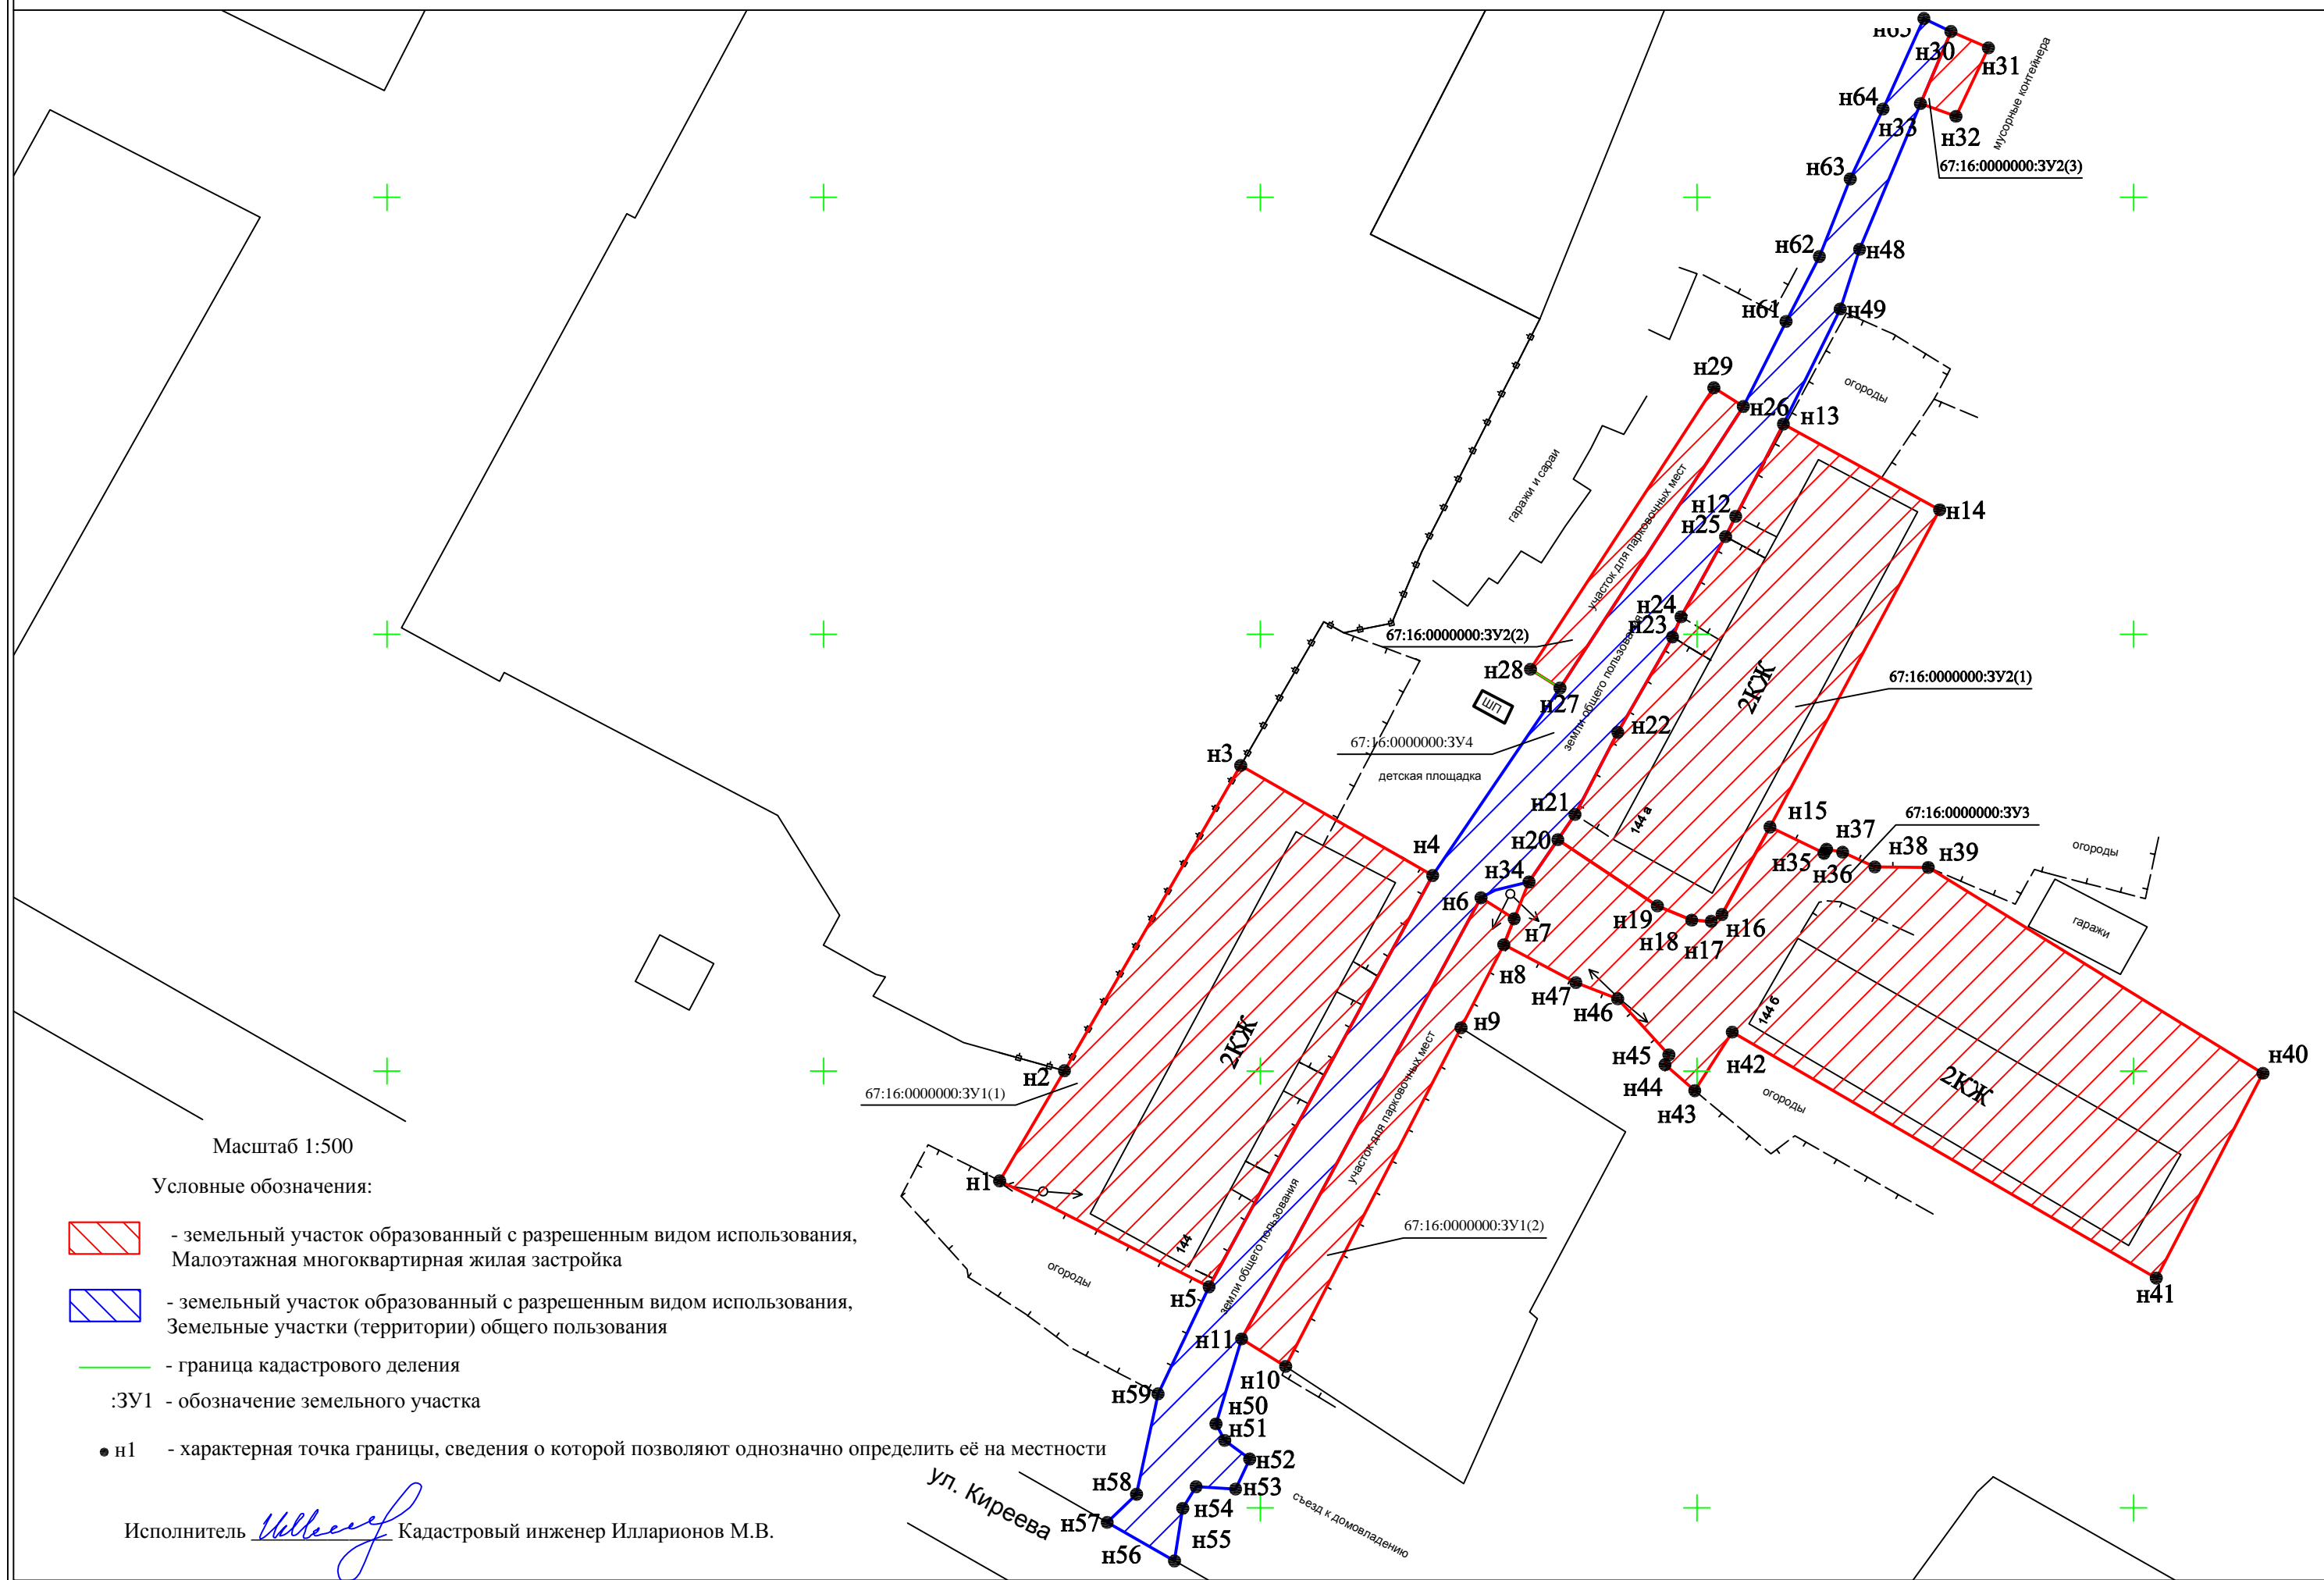 н65
н30
н31
мусорные контейнера
н64
н33
н32
67:16:0000000:ЗУ2(3)
н63
н62
н48
н61
н49
н29
огороды
н26
н13
гаражи и сараи
участок для парковочных мест
н12
н14
н25
н24
67:16:0000000:ЗУ2(2)
н23
н28
2КЖ
67:16:0000000:ЗУ2(1)
н27
ШП
земли общего пользования
н22
67:16:0000000:ЗУ4
н3
детская площадка
н21
144 а
н15
67:16:0000000:ЗУ3
н20
н37
н4
н35
н36
н38
н39
огороды
н34
н6
н19
н16
гаражи
н7
н18
н17
н8
н47
н46
144 б
н9
2КЖ
н45
н42
н40
н2
н44
2КЖ
67:16:0000000:ЗУ1(1)
н43
огороды
участок для парковочных мест
Масштаб 1:500
н1
Условные обозначения:
67:16:0000000:ЗУ1(2)
- земельный участок образованный с разрешенным видом использования,
Малоэтажная многоквартирная жилая застройка
144
земли общего пользования
огороды
н5
н41
- земельный участок образованный с разрешенным видом использования,
Земельные участки (территории) общего пользования
н11
- граница кадастрового деления
н10
н59
:ЗУ1 - обозначение земельного участка
н50
н51
н1 - характерная точка границы, сведения о которой позволяют однозначно определить её на местности
н52
н58
н53
ул. Киреева
н54
съезд к домовладению
н57
Исполнитель Кадастровый инженер Илларионов М.В.
н55
н56